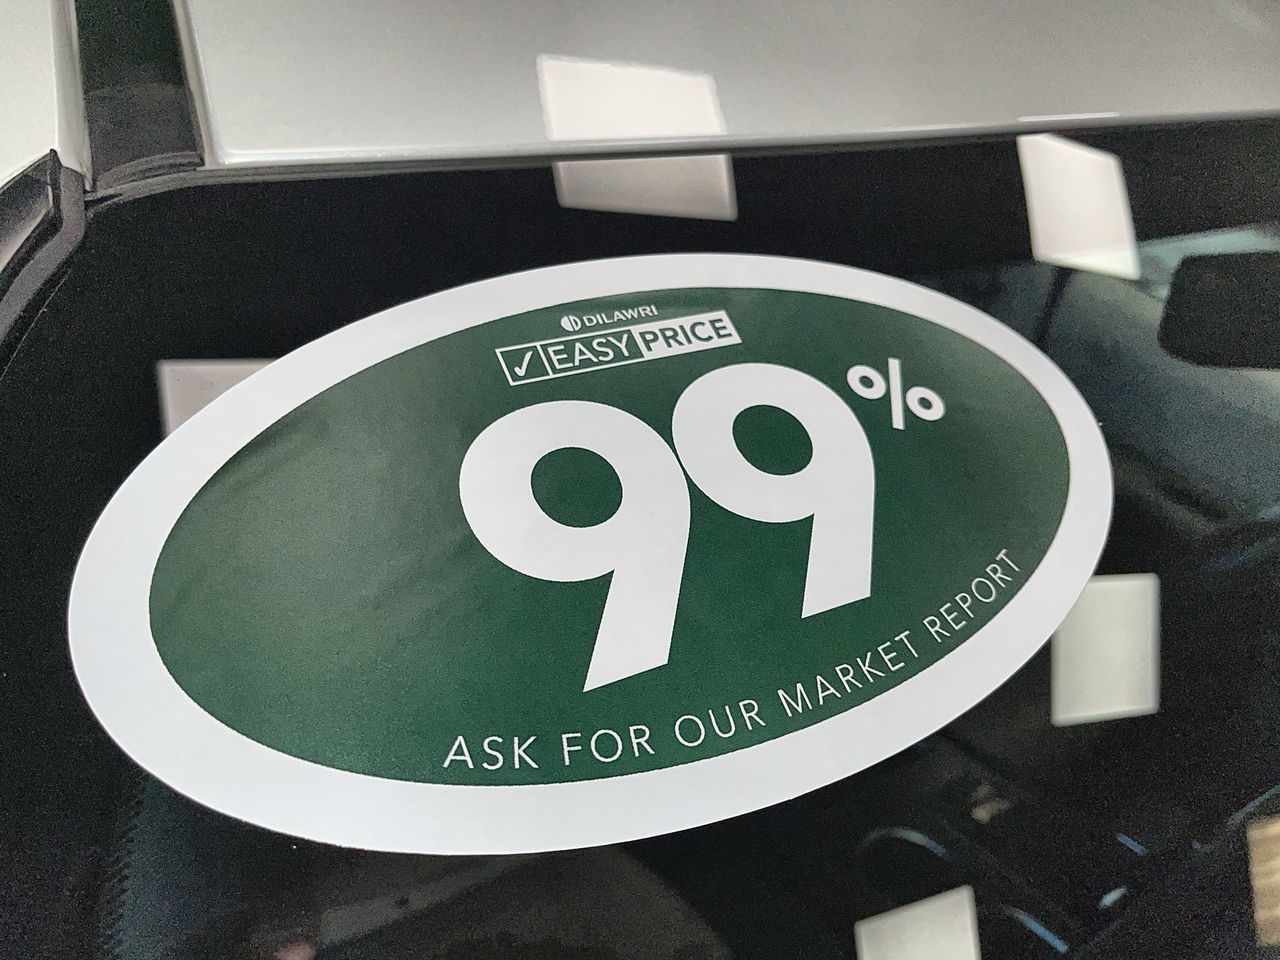 DILAWRI
✓ EASY PRICE
99%
ASK FOR OUR MARKET REPORT